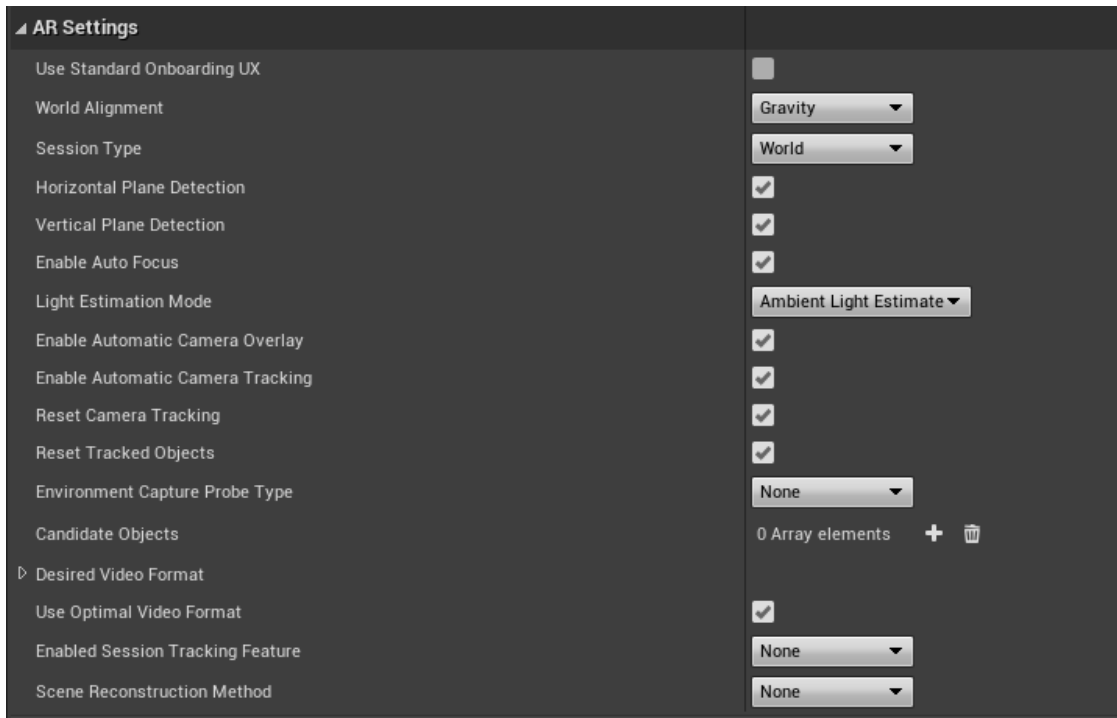 AR Settings
Use Standard Onboarding UX
World Alignment Gravity
Session Type World
Horizontal Plane Detection
Vertical Plane Detection
Enable Auto Focus
Light Estimation Mode Ambient Light Estimate
Enable Automatic Camera Overlay
Enable Automatic Camera Tracking
Reset Camera Tracking
Reset Tracked Objects
Environment Capture Probe Type None
Candidate Objects 0 Array elements
Desired Video Format
Use Optimal Video Format
Enabled Session Tracking Feature None
Scene Reconstruction Method None